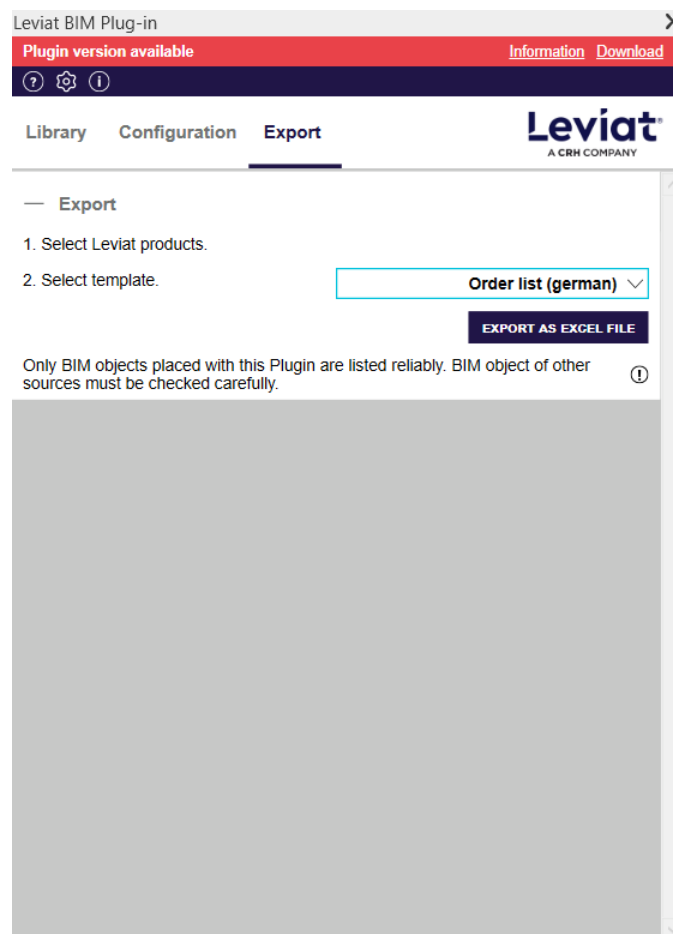 Leviat BIM Plug-in
Plugin version available Information Download
Library Configuration Export
Leviat
A CRH COMPANY
— Export
1. Select Leviat products.
2. Select template. Order list (german)
EXPORT AS EXCEL FILE
Only BIM objects placed with this Plugin are listed reliably. BIM object of other
sources must be checked carefully.